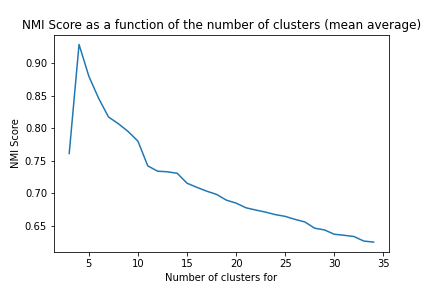 NMI Score as a function of the number of clusters (mean average)
0.90
0.85
0.80
0.75
0.70
0.65
NMI Score
5 10 15 20 25 30 35
Number of clusters for